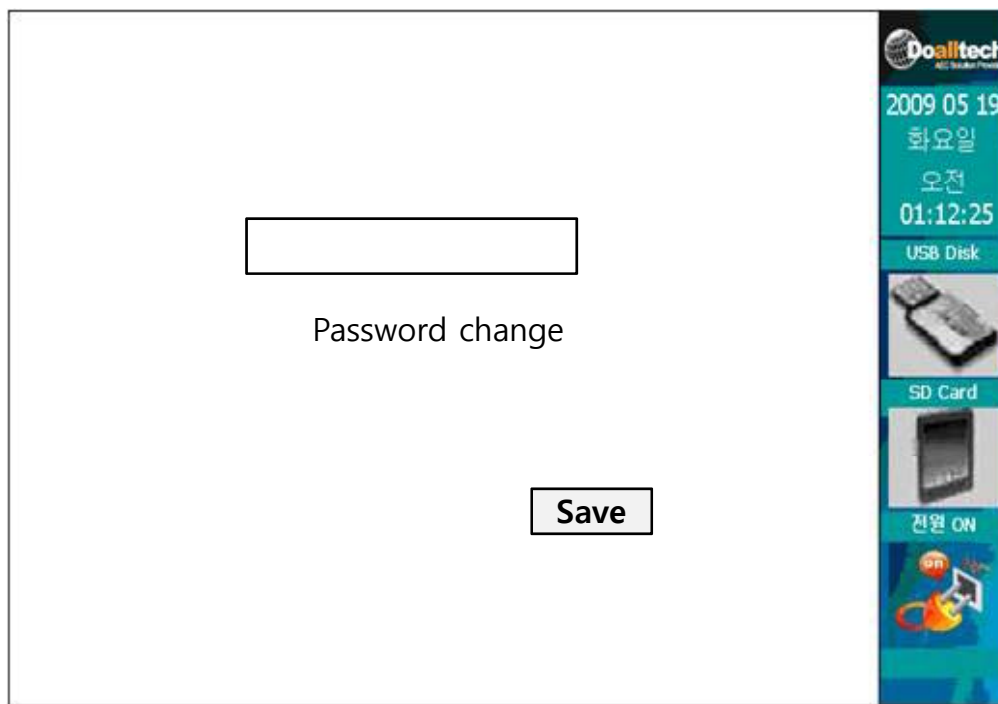 Password change
Save
Doalltech
2009 05 19
화요일
오전
01:12:25
USB Disk
SD Card
전원 ON
on